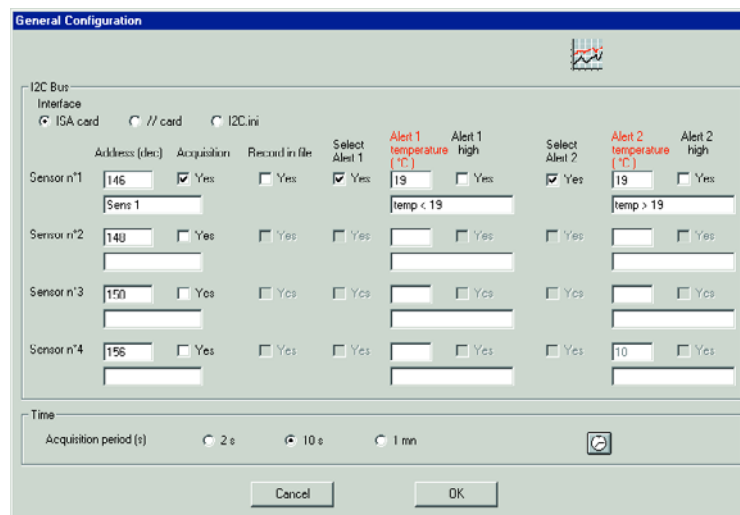 General Configuration
I2C Bus
Interface
ISA card // card I2C.ini
Address (dec) Acquisition Record in file Select Alert 1 Alert 1 temperature (°C) Alert 1 high Select Alert 2 Alert 2 temperature (°C) Alert 2 high
Sensor n°1 146 Yes Yes Yes 19 Yes Yes 19 Yes
Sens 1 temp < 19 temp > 19
Sensor n°2 148 Yes Yes Yes Yes Yes Yes
Sensor n°3 150 Yes Yes Yes Yes Yes Yes
Sensor n°4 156 Yes Yes Yes Yes Yes 10 Yes
Time
Acquisition period (s) 2 s 10 s 1 mn
Cancel OK